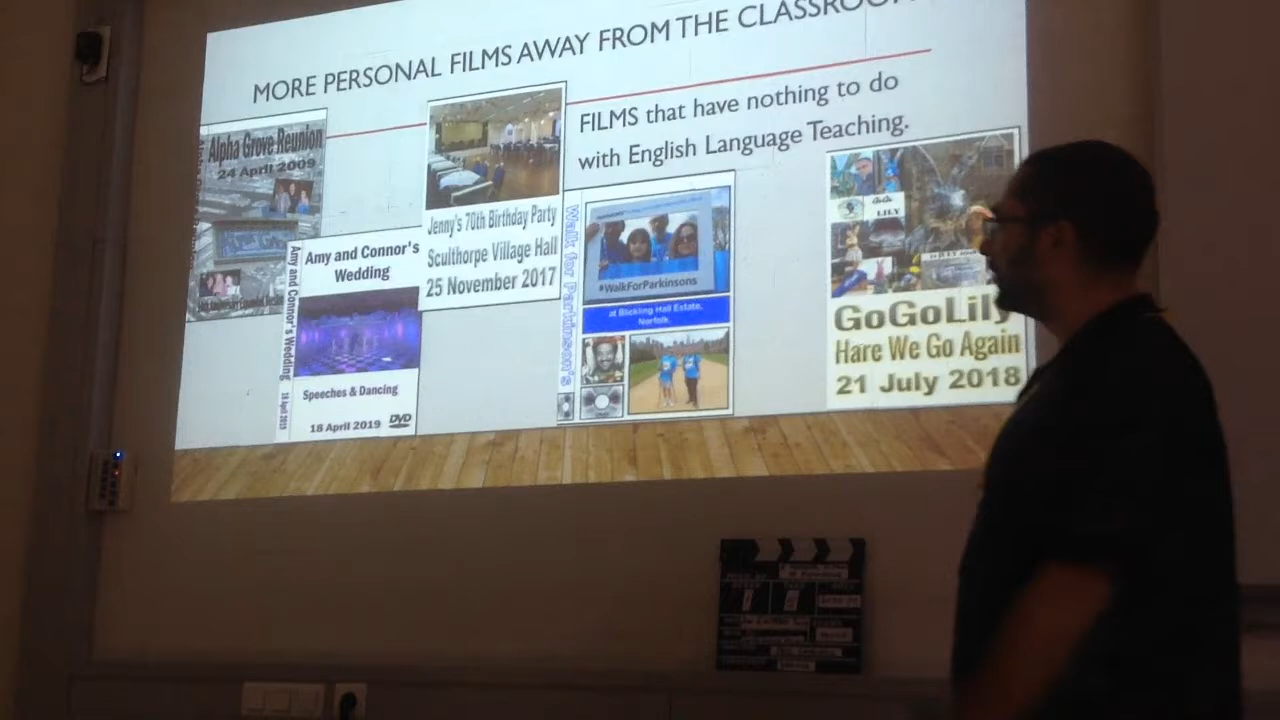 MORE PERSONAL FILMS AWAY FROM THE CLASSROOM
FILMS that have nothing to do
with English Language Teaching.
Alpha Grove Reunion
24 April 2009
Amy and Connor's Wedding
18 April 2019
Amy and Connor's
Wedding
Speeches & Dancing
18 April 2019
DVD
Jenny's 70th Birthday Party
Sculthorpe Village Hall
25 November 2017
Walk for Parkinson's
#WalkForParkinsons
at Blickling Hall Estate,
Norfolk.
LILY
GoGoLily
Hare We Go Again
21 July 2018